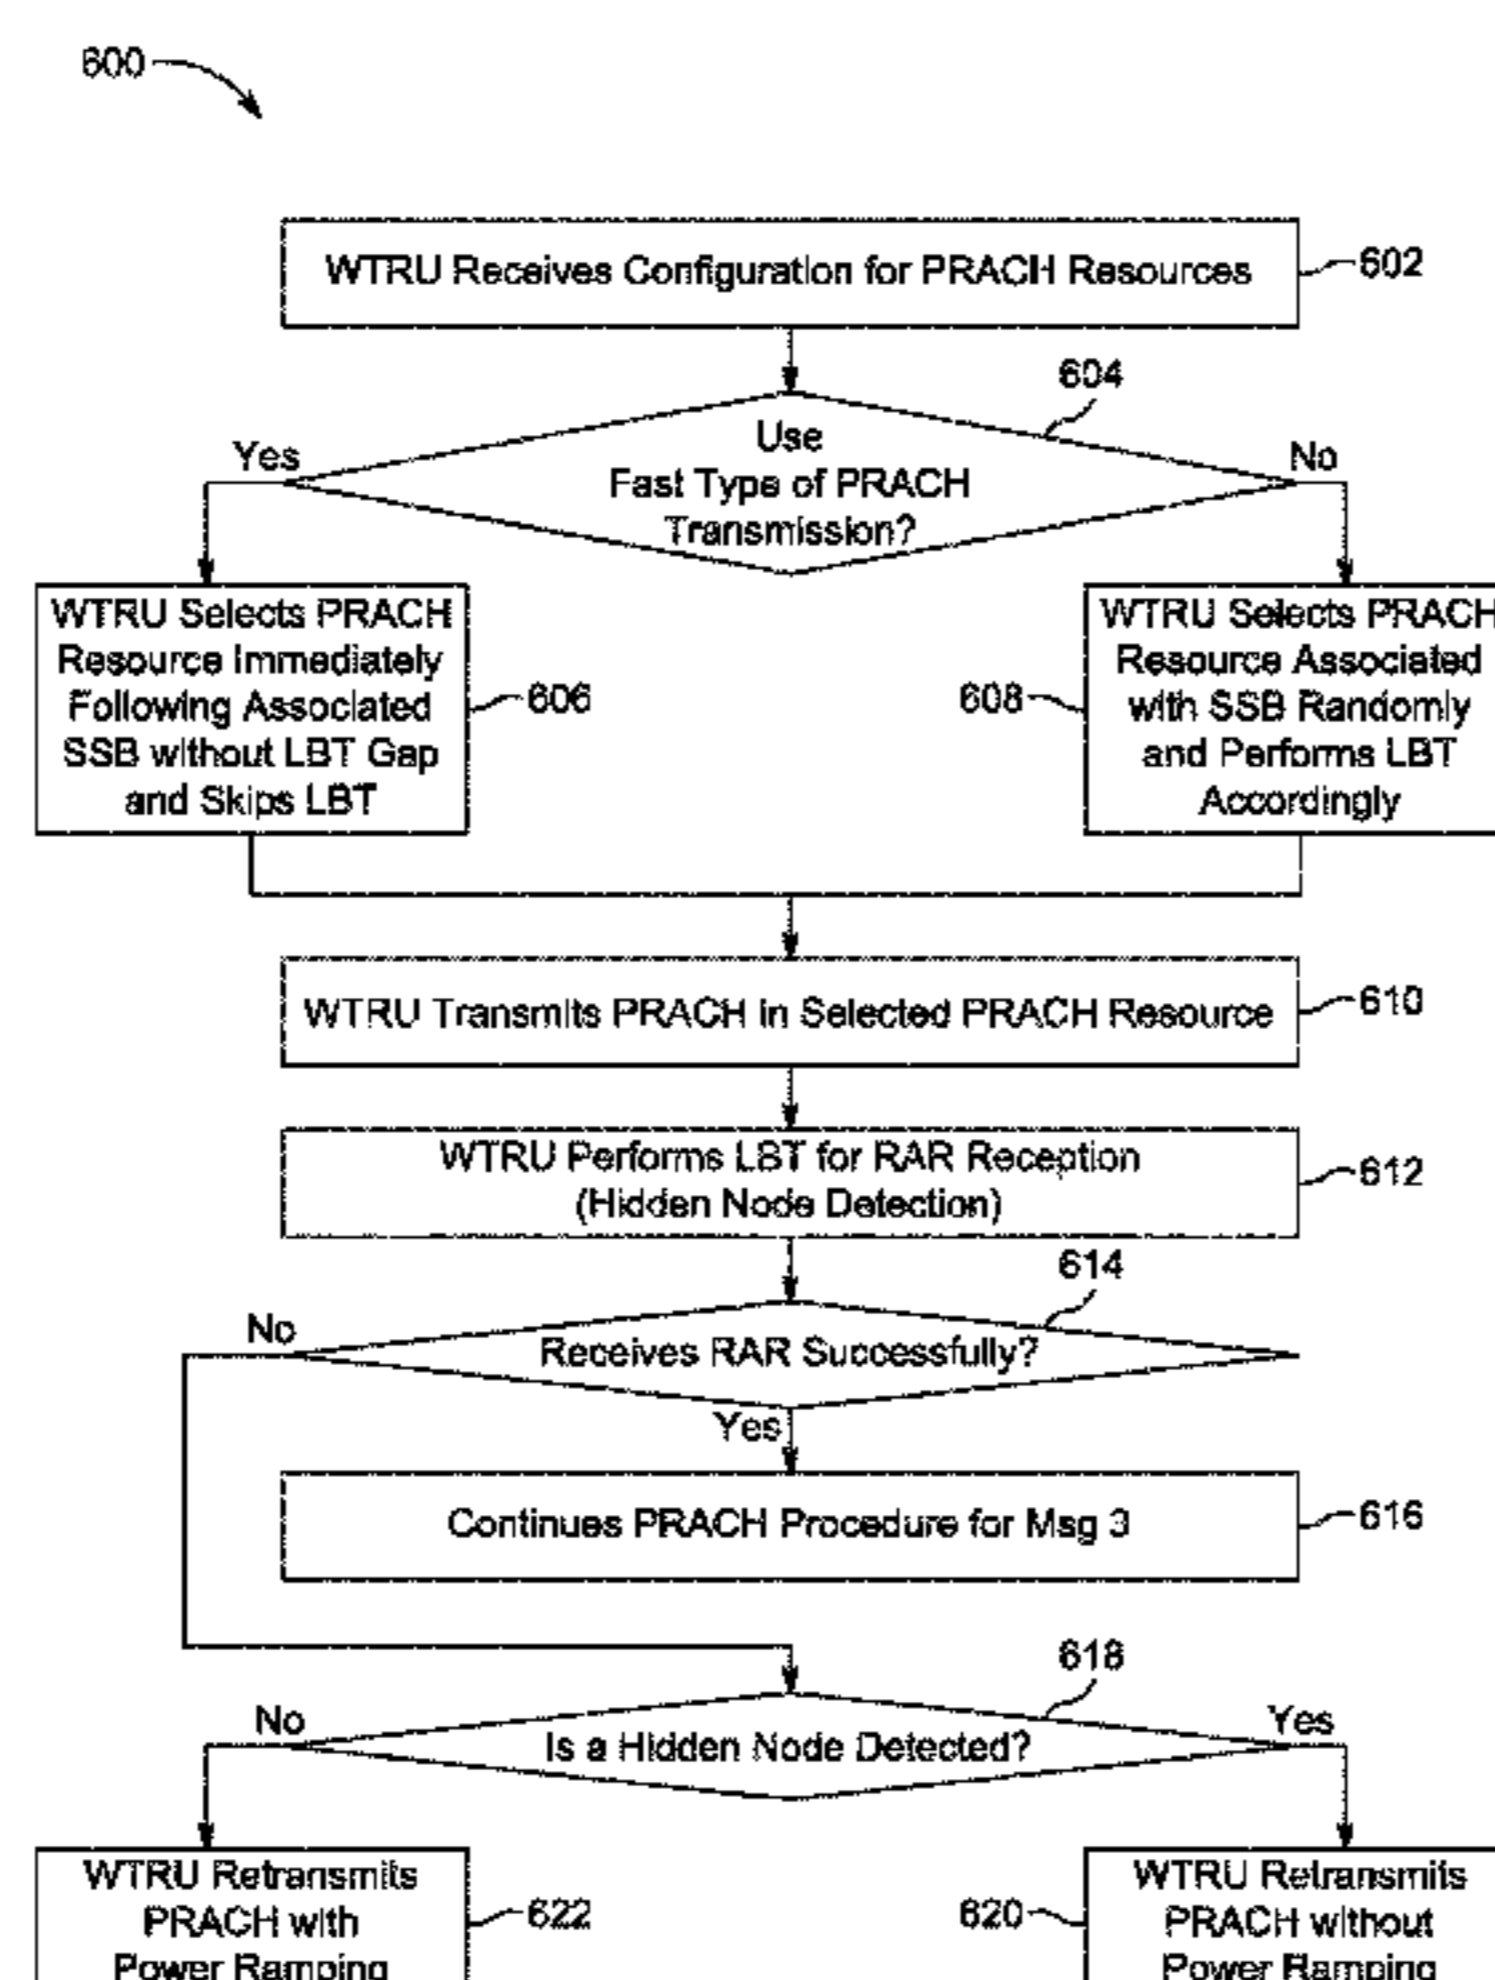 600
WTRU Receives Configuration for PRACH Resources
602
604
Use
Fast Type of PRACH
Transmission?
Yes
No
WTRU Selects PRACH
Resource Immediately
Following Associated
SSB without LBT Gap
and Skips LBT
606
608
WTRU Selects PRACH
Resource Associated
with SSB Randomly
and Performs LBT
Accordingly
WTRU Transmits PRACH in Selected PRACH Resource
610
WTRU Performs LBT for RAR Reception
(Hidden Node Detection)
612
614
No
Receives RAR Successfully?
Yes
Continues PRACH Procedure for Msg 3
616
618
No
Is a Hidden Node Detected?
Yes
WTRU Retransmits
PRACH with
Power Ramping
622
620
WTRU Retransmits
PRACH without
Power Ramping